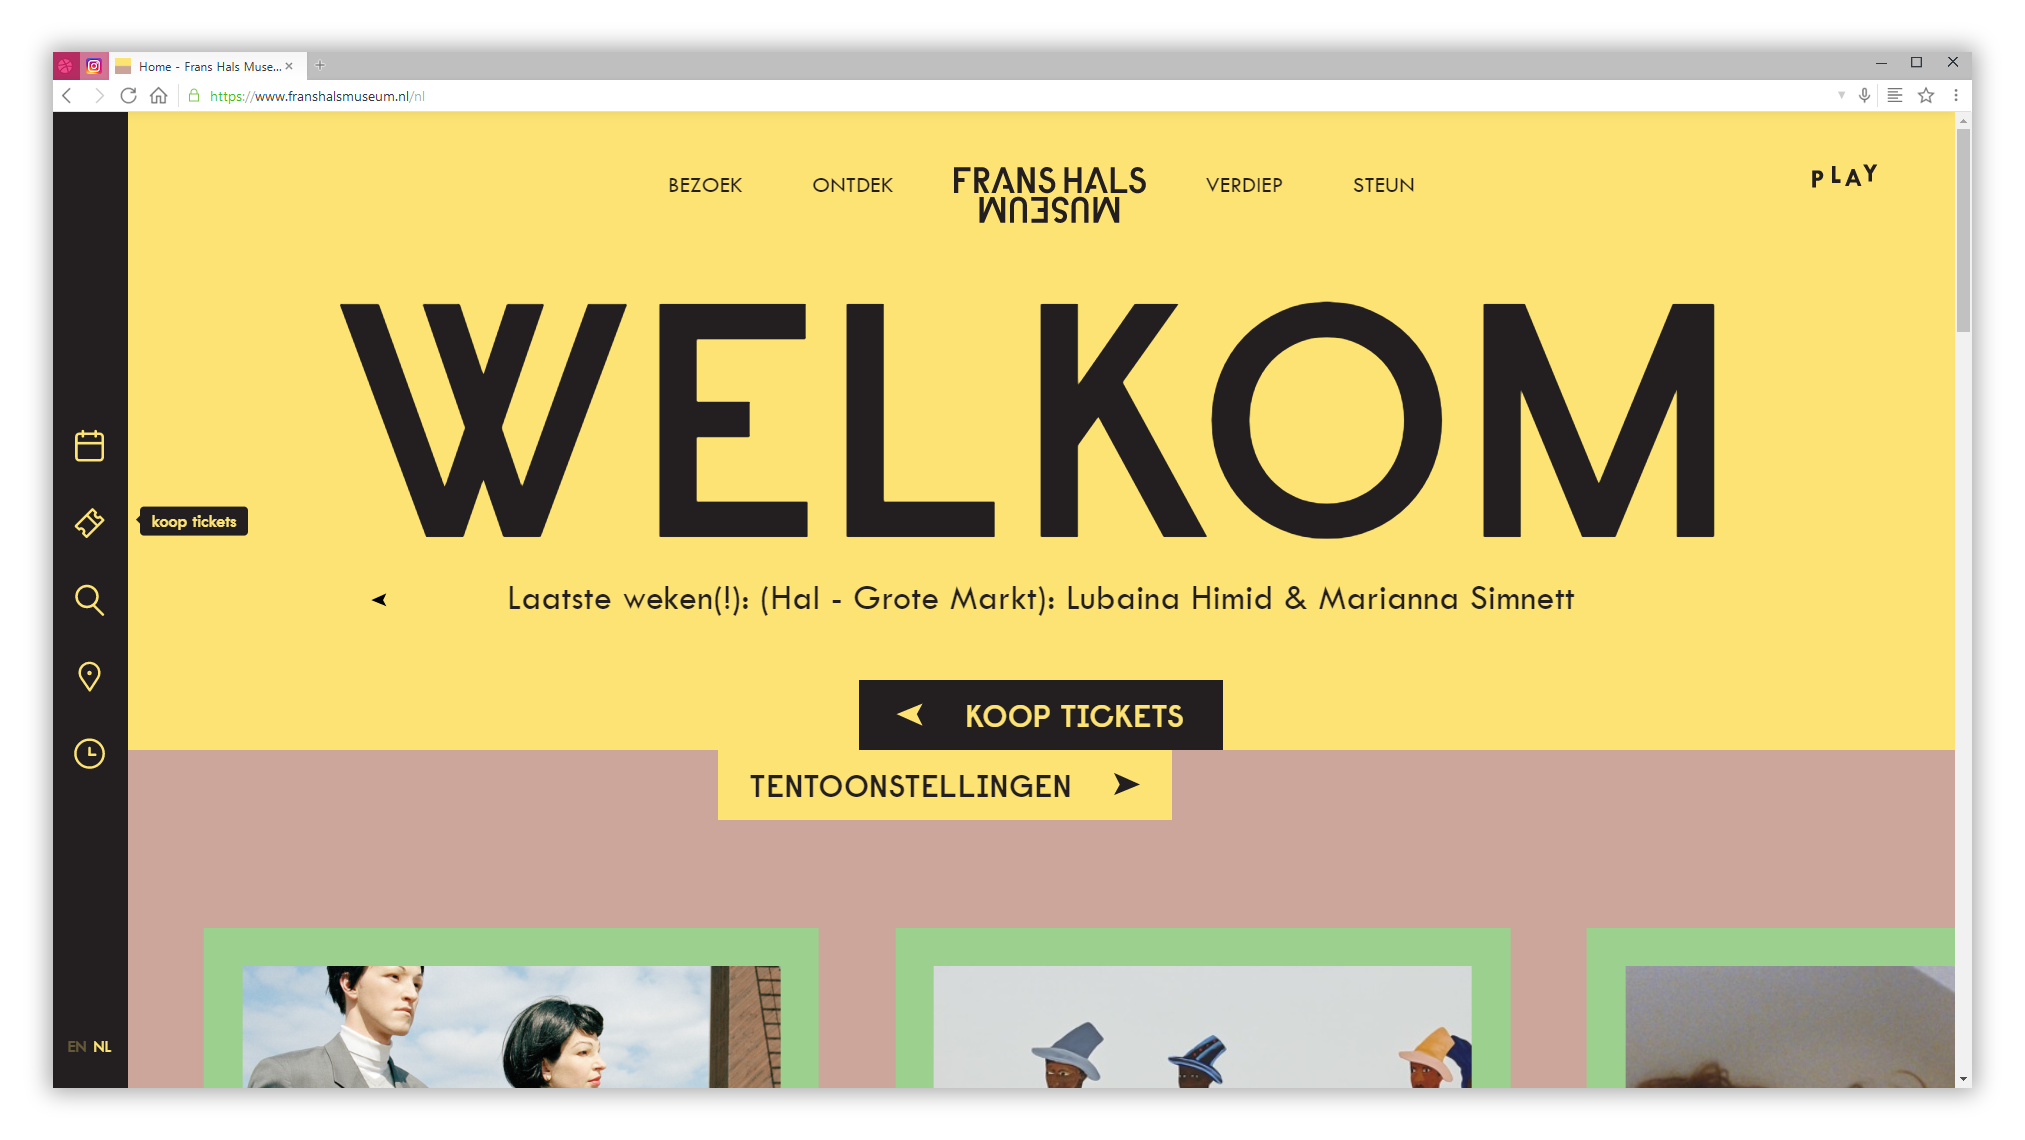 Home - Frans Hals Muse...
https://www.franshalsmuseum.nl/nl
BEZOEK
ONTDEK
FRANS HALS
MUSEUM
VERDIEP
STEUN
PLAY
WELKOM
koop tickets
Laatste weken(!): (Hal - Grote Markt): Lubaina Himid & Marianna Simnett
KOOP TICKETS
TENTOONSTELLINGEN
EN NL